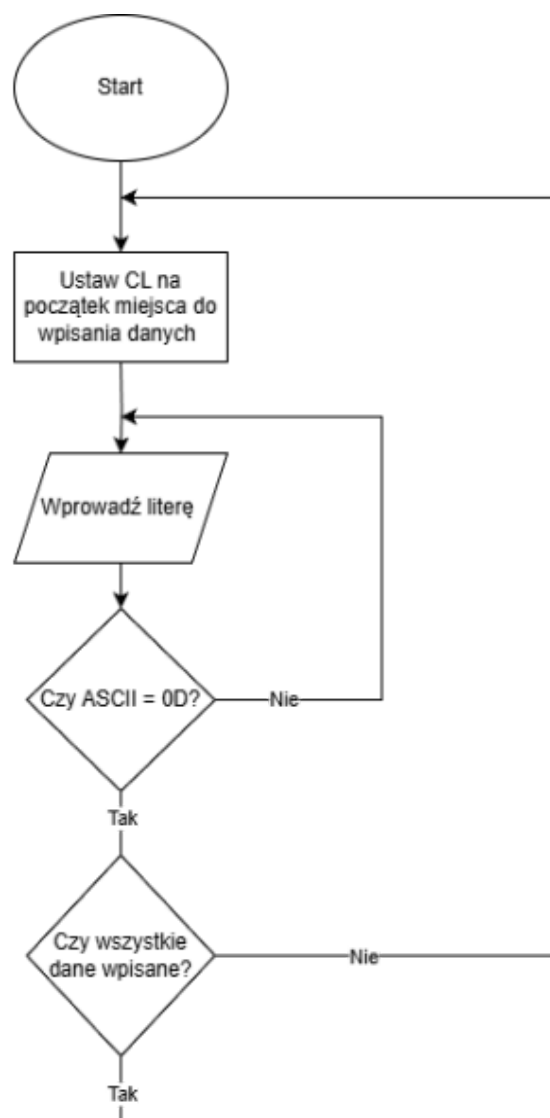 Start
Ustaw CL na
początek miejsca do
wpisania danych
Wprowadź literę
Czy ASCII = 0D?
Nie
Tak
Czy wszystkie
dane wpisane?
Nie
Tak